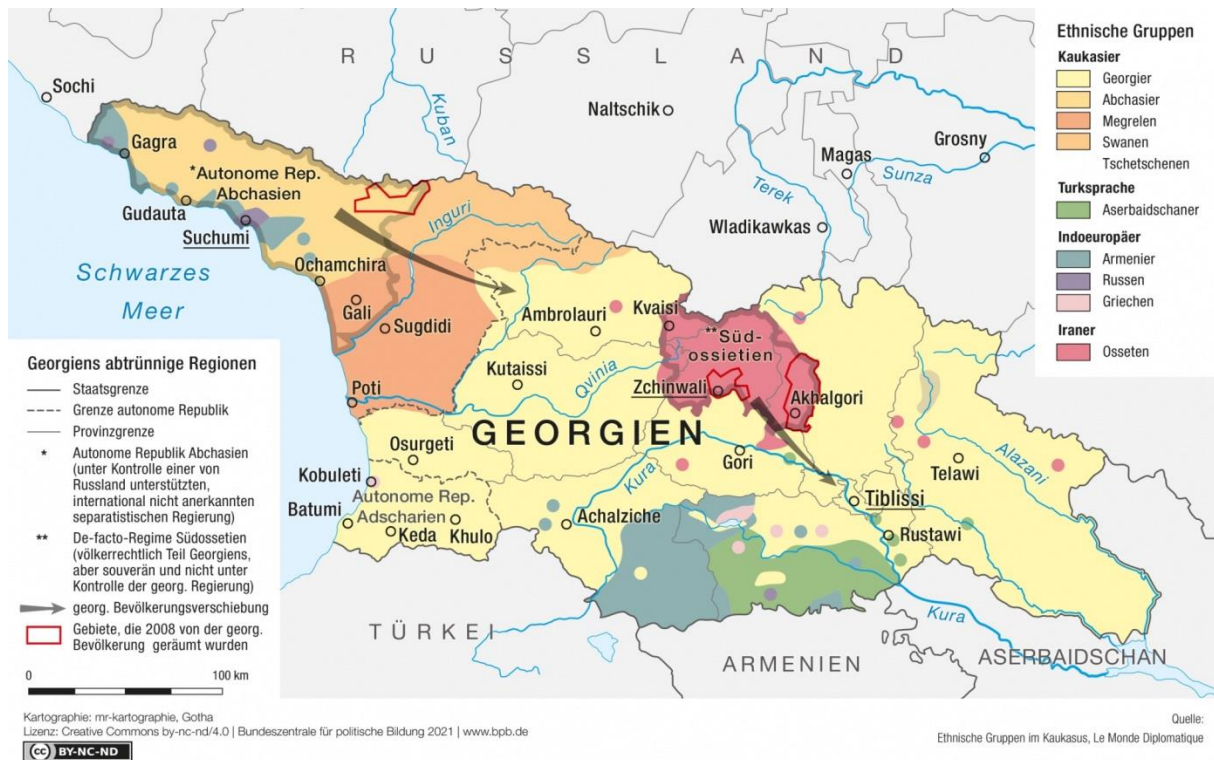 RUSSLAND
Sochi
Kuban
Naltschik
Grosny
Magas
Sunza
Terek
Gagra
*Autonome Rep.
Abchasien
Gudauta
Suchumi
Inguri
Wladikawkas
Schwarzes
Meer
Ochamchira
Gali
Sugdidi
Ambrolauri
Kvaisi
**Süd-
ossietien
Kutaissi
Qvinia
Zchinwali
Akhalgori
Poti
GEORGIEN
Osurgeti
Kura
Gori
Telawi
Alazani
Kobuleti
Autonome Rep.
Adscharien
Batumi
Keda
Khulo
Achalziche
Tiblissi
Rustawi
Kura
TÜRKEI
ARMENIEN
ASERBAIDSCHAN
Ethnische Gruppen
Kaukasier
Georgier
Abchasier
Megrelen
Swanen
Tschetschenen
Turksprache
Aserbaidschaner
Indoeuropäer
Armenier
Russen
Griechen
Iraner
Osseten
Georgiens abtrünnige Regionen
Staatsgrenze
Grenze autonome Republik
Provinzgrenze
* Autonome Republik Abchasien
(unter Kontrolle einer von
Russland unterstützten,
international nicht anerkannten
separatistischen Regierung)
** De-facto-Regime Südossetien
(völkerrechtlich Teil Georgiens,
aber souverän und nicht unter
Kontrolle der georg. Regierung)
georg. Bevölkerungsverschiebung
Gebiete, die 2008 von der georg.
Bevölkerung geräumt wurden
0 100 km
Kartographie: mr-kartographie, Gotha
Lizenz: Creative Commons by-nc-nd/4.0 | Bundeszentrale für politische Bildung 2021 | www.bpb.de
cc BY-NC-ND
Quelle:
Ethnische Gruppen im Kaukasus, Le Monde Diplomatique